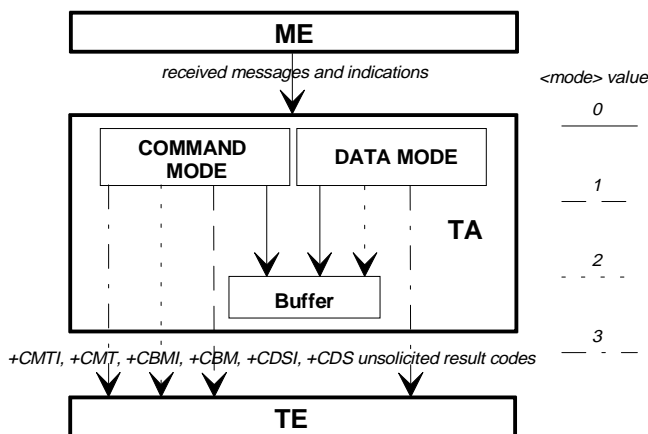 ME
received messages and indications
<mode> value
0
COMMAND
MODE
DATA MODE
1
TA
2
Buffer
3
+CMTI, +CMT, +CBMI, +CBM, +CDSI, +CDS unsolicited result codes
TE